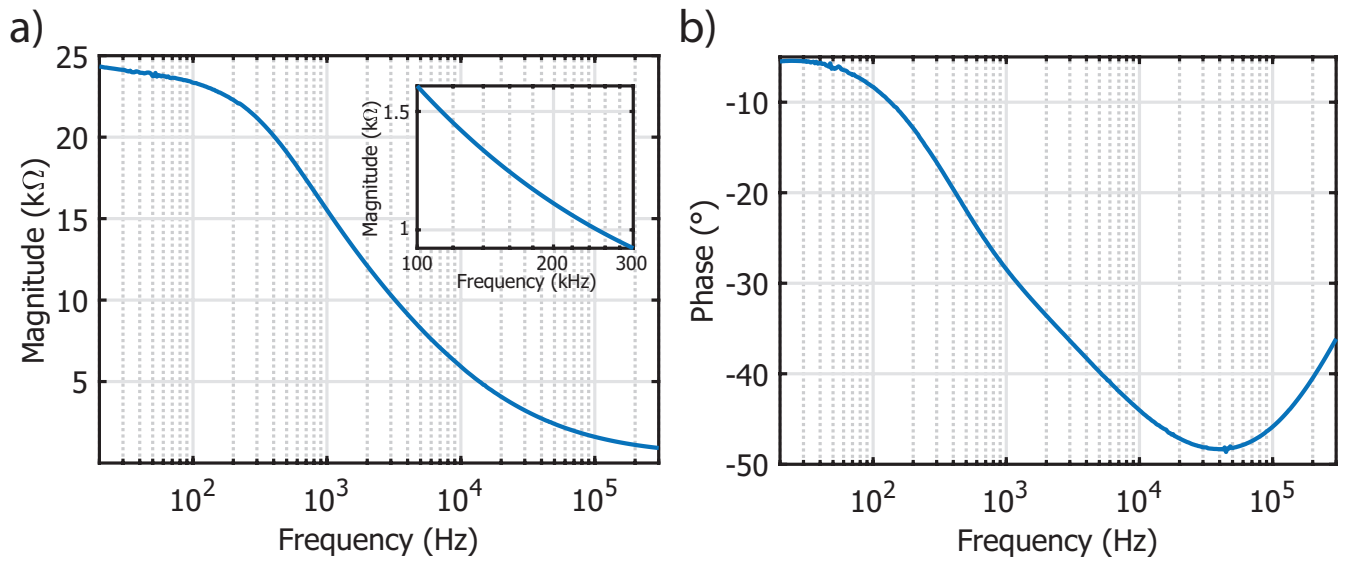 a)
Magnitude (kΩ)
25
20
15
10
5
10²
10³
10⁴
10⁵
Frequency (Hz)
Magnitude (kΩ)
1.5
1
100
200
300
Frequency (kHz)
b)
Phase (°)
-10
-20
-30
-40
-50
10²
10³
10⁴
10⁵
Frequency (Hz)